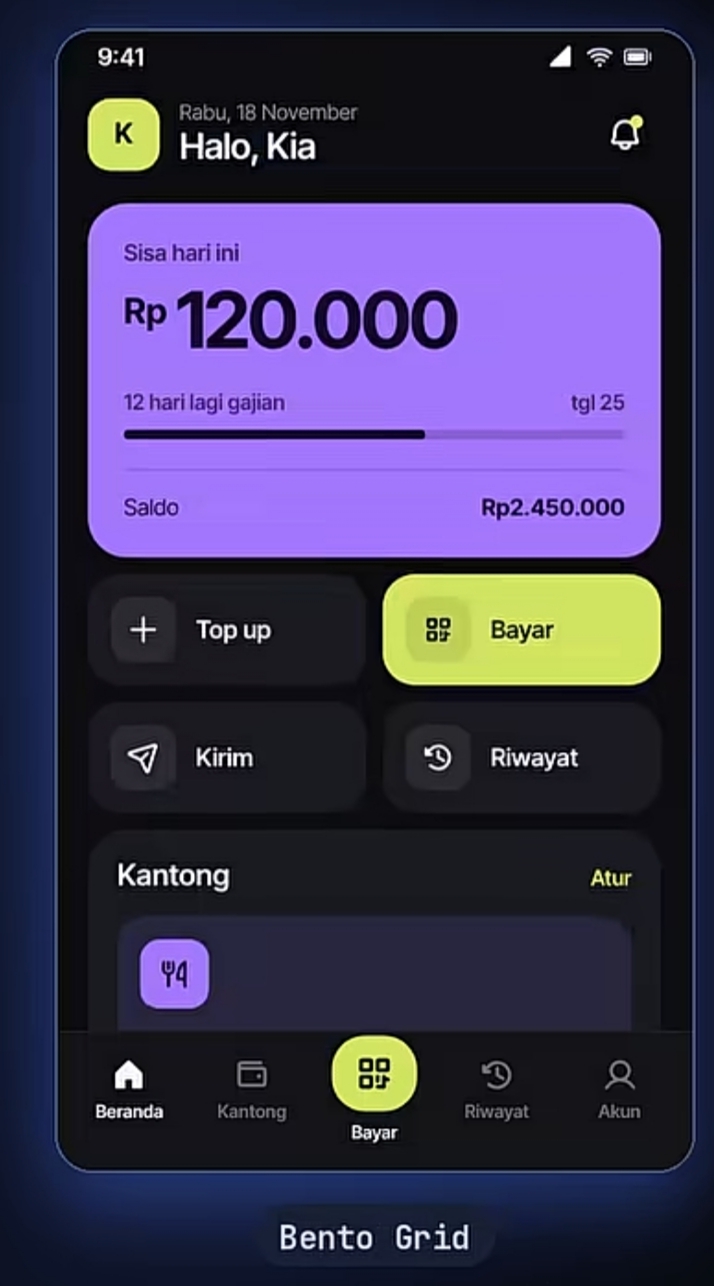 9:41
K
Rabu, 18 November
Halo, Kia
Sisa hari ini
Rp 120.000
12 hari lagi gajian tgl 25
Saldo Rp2.450.000
Top up
Bayar
Kirim
Riwayat
Kantong Atur
Beranda
Kantong
Bayar
Riwayat
Akun
Bento Grid